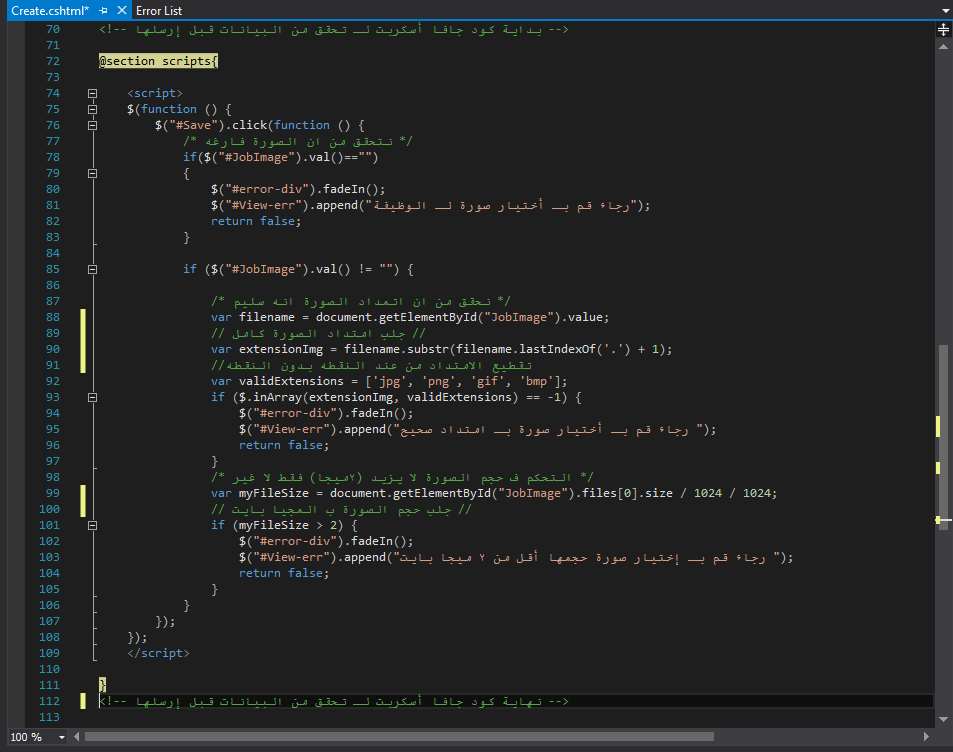 Create.cshtml* Error List
70 <!-- بداية كود جافا أسكريت لـ تحقق من البيانات قبل إرسلها -->
71
72 @section scripts{
73
74 <script>
75 $(function () {
76 $("#Save").click(function () {
77 /* نتحقق من ان الصورة فارغه */
78 if($("#JobImage").val()=="")
79 {
80 $("#error-div").fadeIn();
81 $("#View-err").append("رجاء قم بـ أختيار صورة لـ الوظيفة");
82 return false;
83 }
84
85 if ($("#JobImage").val() != "") {
86
87 /* نحقق من ان اتمداد الصورة انه سليم */
88 var filename = document.getElementById("JobImage").value;
89 // جلب امتداد الصورة كامل //
90 var extensionImg = filename.substr(filename.lastIndexOf('.') + 1);
91 //تقطيع الامتداد من عند النقطة بدون النقطة
92 var validExtensions = ['jpg', 'png', 'gif', 'bmp'];
93 if ($.inArray(extensionImg, validExtensions) == -1) {
94 $("#error-div").fadeIn();
95 $("#View-err").append("رجاء قم بـ أختيار صورة بـ امتداد صحيح ");
96 return false;
97 }
98 /* التحكم ف حجم الصورة لا يزيد (٢ميجا) فقط لا غير */
99 var myFileSize = document.getElementById("JobImage").files[0].size / 1024 / 1024;
100 // جلب حجم الصورة ب المجيا بايت //
101 if (myFileSize > 2) {
102 $("#error-div").fadeIn();
103 $("#View-err").append("رجاء قم بـ إختيار صورة حجمها أقل من ٢ ميجا بايت ");
104 return false;
105 }
106 }
107 });
108 });
109 </script>
110
111 }
112 <!-- نهاية كود جافا أسكريت لـ تحقق من البيانات قبل إرسلها -->
113
100 %